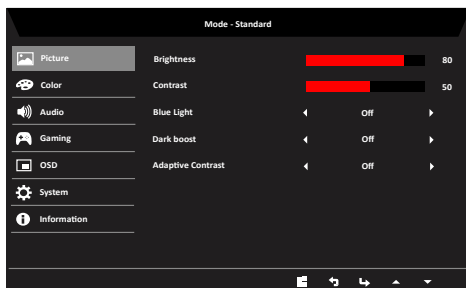 Mode - Standard
Picture
Brightness 80
Color
Contrast 50
Audio
Blue Light Off
Gaming
Dark boost Off
OSD
Adaptive Contrast Off
System
Information